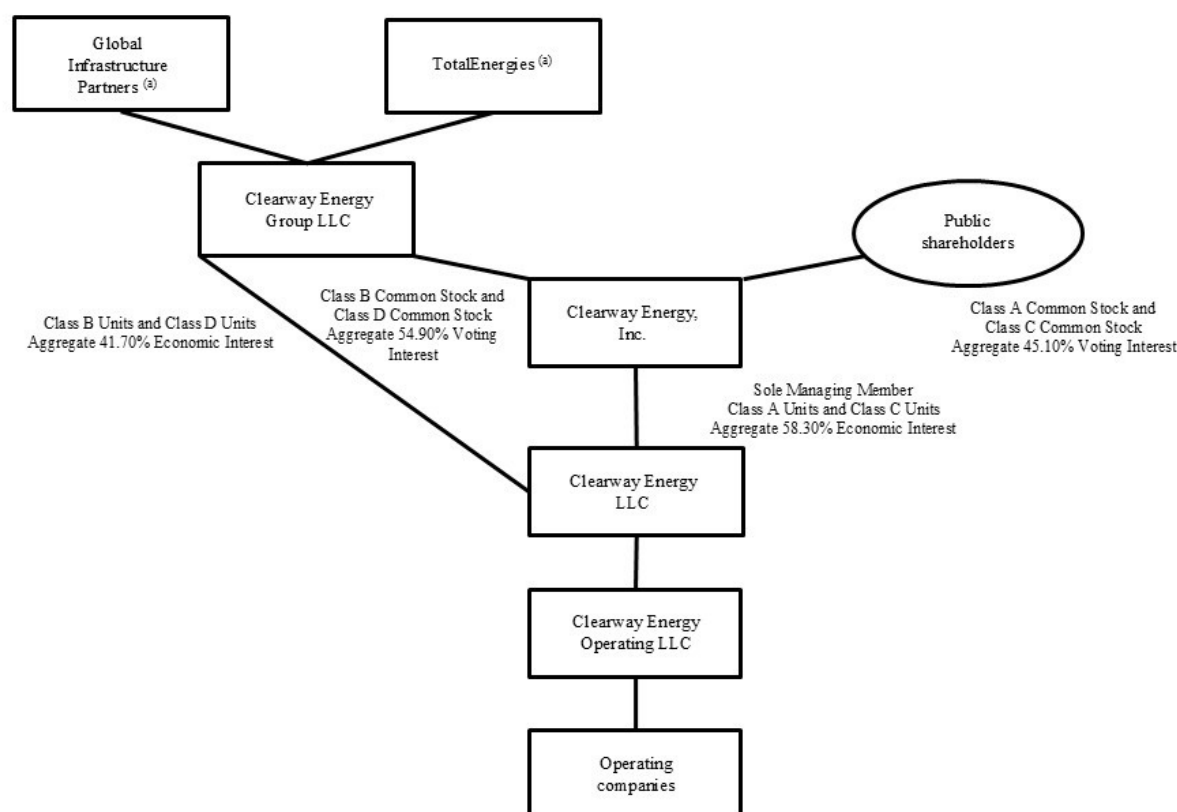 Global
Infrastructure
Partners (a)
TotalEnergies (a)
Clearway Energy
Group LLC
Public
shareholders
Class B Units and Class D Units
Aggregate 41.70% Economic Interest
Class B Common Stock and
Class D Common Stock
Aggregate 54.90% Voting
Interest
Clearway Energy,
Inc.
Class A Common Stock and
Class C Common Stock
Aggregate 45.10% Voting Interest
Sole Managing Member
Class A Units and Class C Units
Aggregate 58.30% Economic Interest
Clearway Energy
LLC
Clearway Energy
Operating LLC
Operating
companies